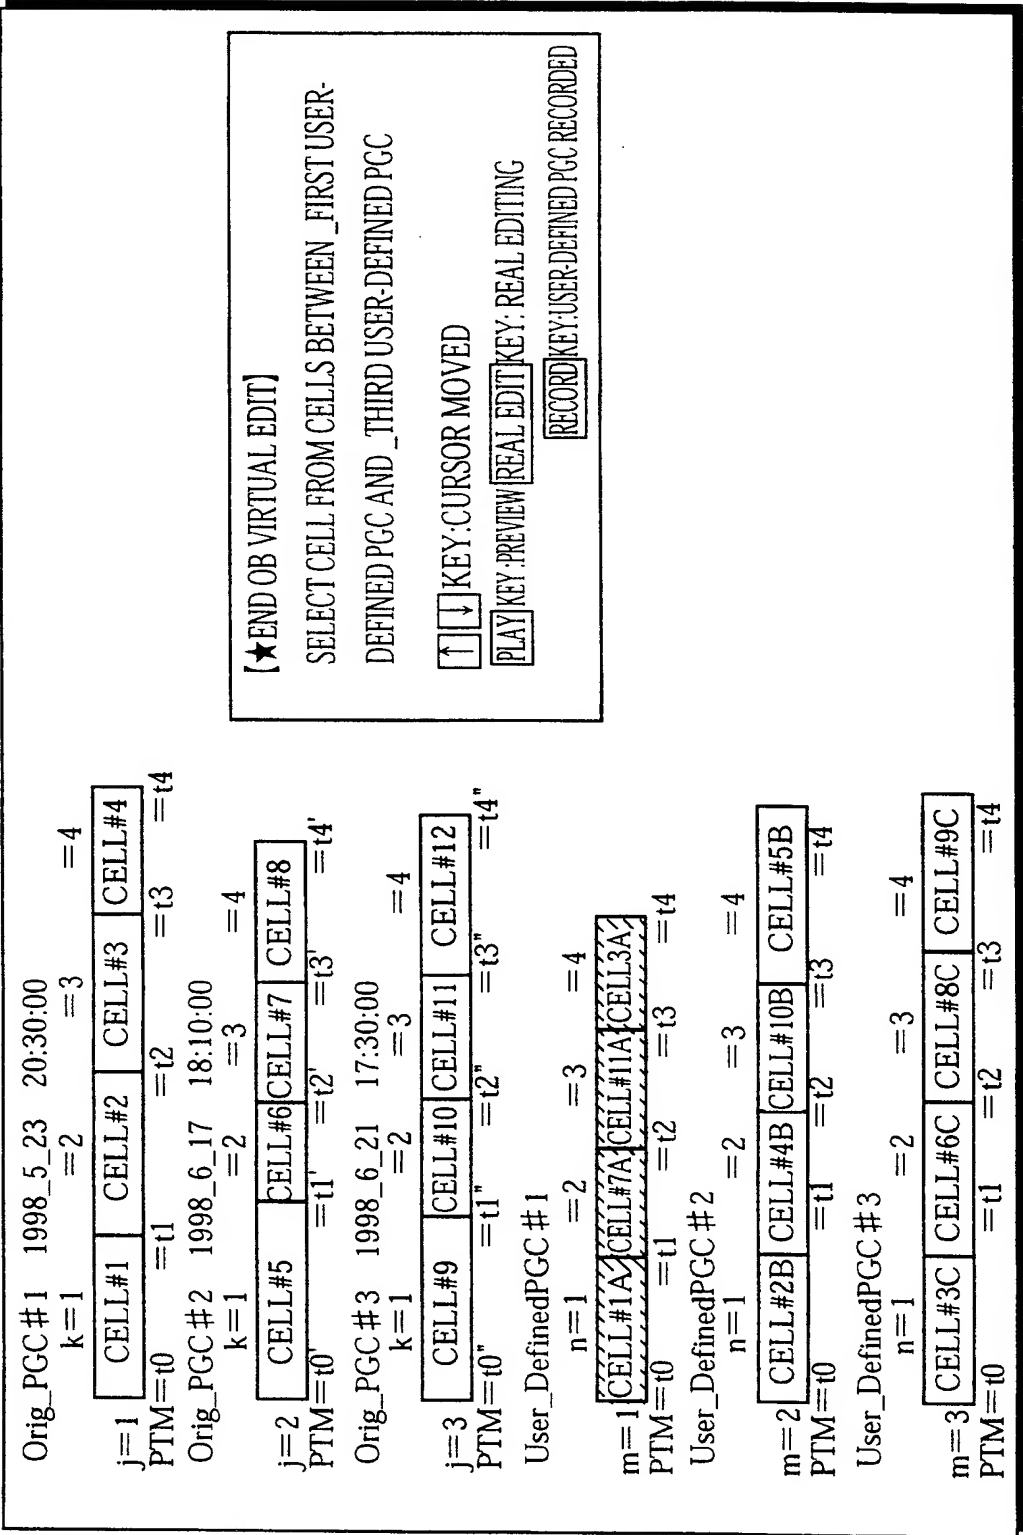 Orig_PGC#1 1998_5_23 20:30:00
k=1 =2 =3 =4
j=1 CELL#1 CELL#2 CELL#3 CELL#4
PTM=t0 =t1 =t2 =t3 =t4
Orig_PGC#2 1998_6_17 18:10:00
k=1 =2 =3 =4
j=2 CELL#5 CELL#6 CELL#7 CELL#8
PTM=t0' =t1' =t2' =t3' =t4'
Orig_PGC#3 1998_6_21 17:30:00
k=1 =2 =3 =4
j=3 CELL#9 CELL#10 CELL#11 CELL#12
PTM=t0" =t1" =t2" =t3" =t4"
User_DefinedPGC#1
n=1 =2 =3 =4
m=1 CELL#1A CELL#7A CELL#11A CELL3A
PTM=t0 =t1 =t2 =t3 =t4
User_DefinedPGC#2
n=1 =2 =3 =4
m=2 CELL#2B CELL#4B CELL#10B CELL#5B
PTM=t0 =t1 =t2 =t3 =t4
User_DefinedPGC#3
n=1 =2 =3 =4
m=3 CELL#3C CELL#6C CELL#8C CELL#9C
PTM=t0 =t1 =t2 =t3 =t4
[★END OB VIRTUAL EDIT]
SELECT CELL FROM CELLS BETWEEN _FIRST USER-
DEFINED PGC AND _THIRD USER-DEFINED PGC
↑ ↓ KEY:CURSOR MOVED
PLAY KEY:PREVIEW REAL EDIT KEY: REAL EDITING
RECORD KEY:USER-DEFINED PGC RECORDED